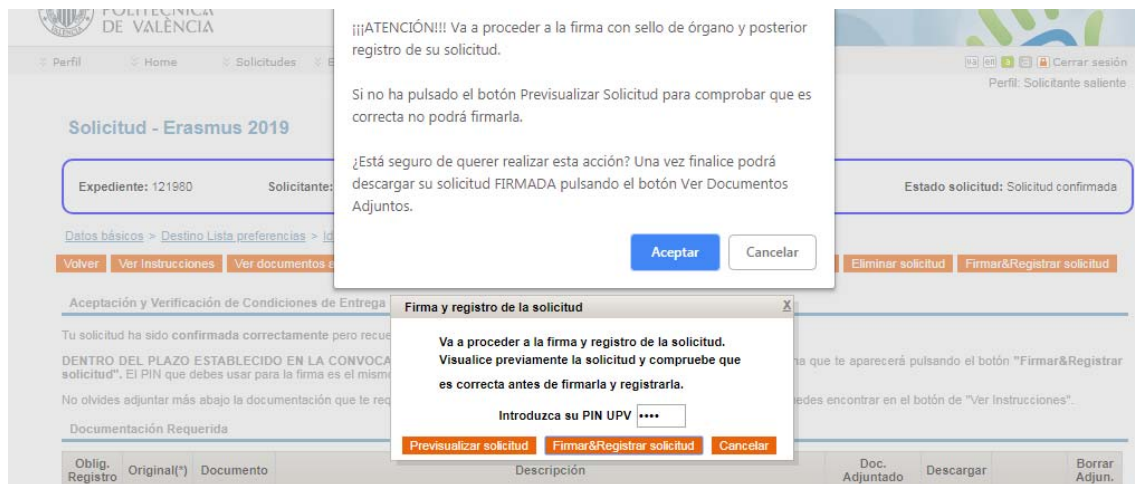 POLITÈCNICA
DE VALÈNCIA
Perfil Home Solicitudes
Cerrar sesión
Perfil: Solicitante saliente
¡¡¡ATENCIÓN!!! Va a proceder a la firma con sello de órgano y posterior
registro de su solicitud.
Si no ha pulsado el botón Previsualizar Solicitud para comprobar que es
correcta no podrá firmarla.
¿Está seguro de querer realizar esta acción? Una vez finalice podrá
descargar su solicitud FIRMADA pulsando el botón Ver Documentos
Adjuntos.
Aceptar Cancelar
Solicitud - Erasmus 2019
Expediente: 121980 Solicitante: Estado solicitud: Solicitud confirmada
Datos básicos > Destino Lista preferencias >
Volver Ver Instrucciones Ver documentos Eliminar solicitud Firmar&Registrar solicitud
Aceptación y Verificación de Condiciones de Entrega
Tu solicitud ha sido confirmada correctamente pero
DENTRO DEL PLAZO ESTABLECIDO EN LA que te aparecerá pulsando el botón "Firmar&Registrar
solicitud". El PIN que debes usar para la firma es el
No olvides adjuntar más abajo la documentación que te encontrar en el botón de "Ver Instrucciones".
Documentación Requerida
Firma y registro de la solicitud X
Va a proceder a la firma y registro de la solicitud.
Visualice previamente la solicitud y compruebe que
es correcta antes de firmarla y registrarla.
Introduzca su PIN UPV ••••
Previsualizar solicitud Firmar&Registrar solicitud Cancelar
Oblig.
Registro Original(*) Documento Descripción Doc.
Adjuntado Descargar Borrar
Adjun.